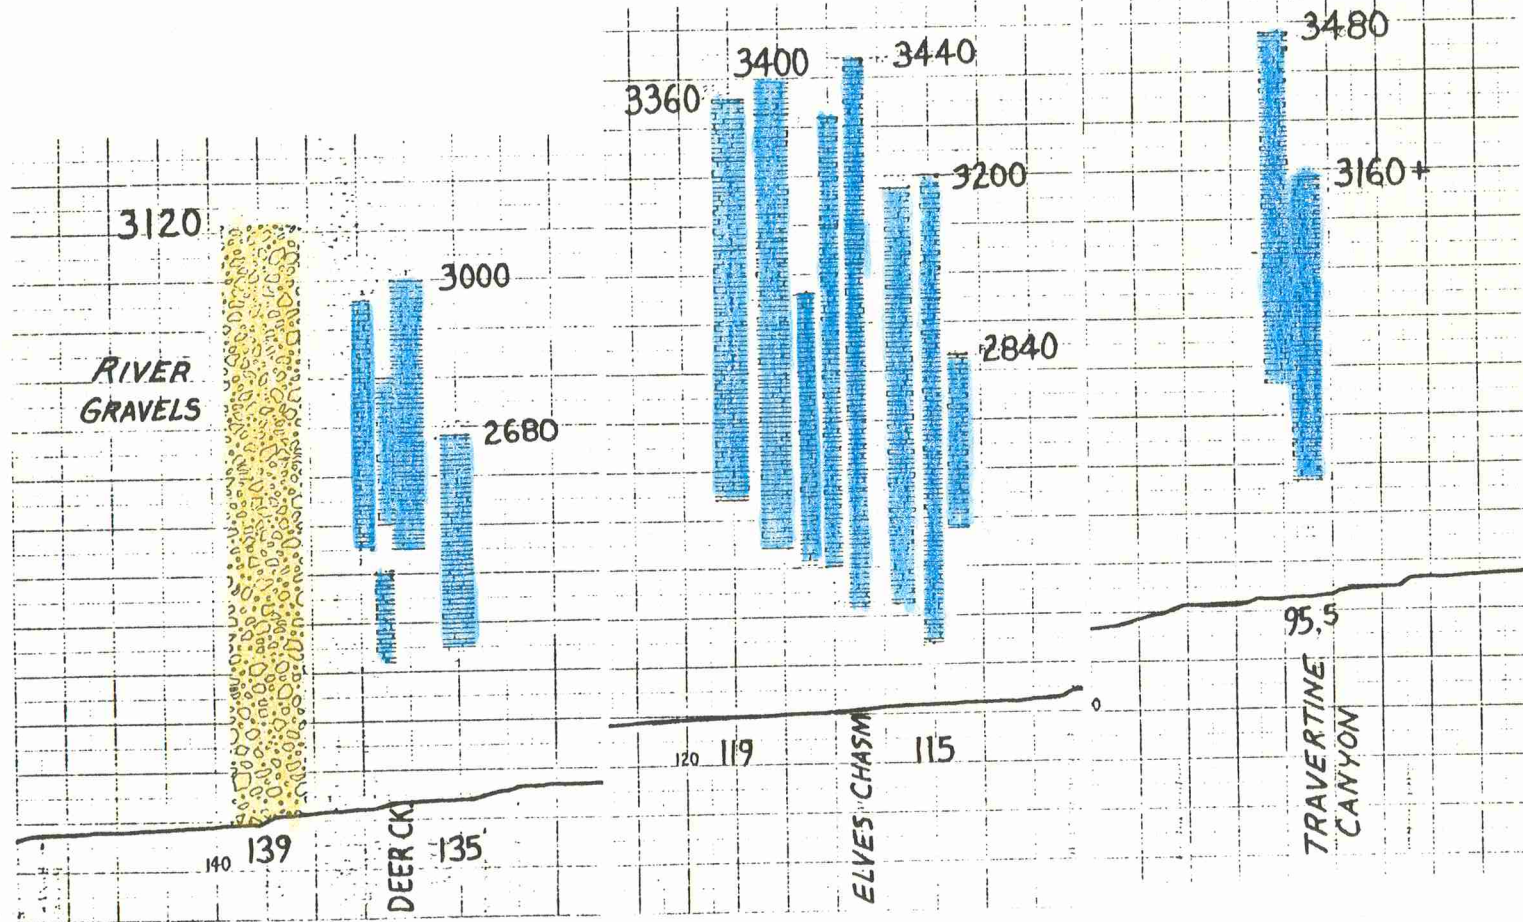 3480
3440
3400
3360
3200
3160+
3120
3000
2840
RIVER
GRAVELS
2680
95.5
0
120 119
115
140 139
135
DEER CK.
ELVES CHASM
TRAVERTINE
CANYON